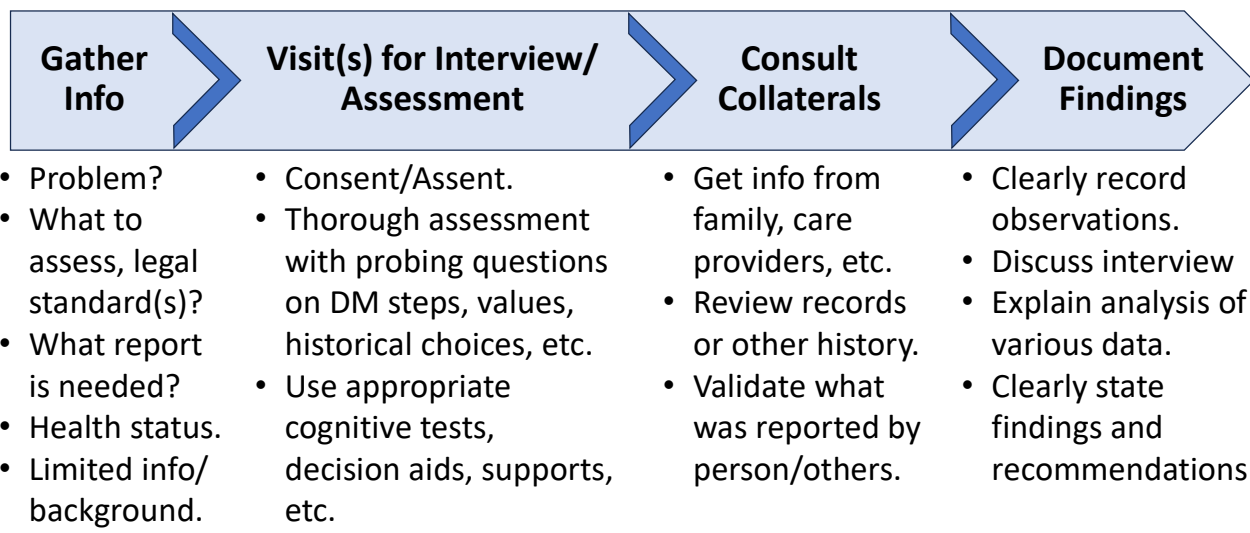 Gather
Info
Visit(s) for Interview/
Assessment
Consult
Collaterals
Document
Findings
• Problem?
• What to
assess, legal
standard(s)?
• What report
is needed?
• Health status.
• Limited info/
background.
• Consent/Assent.
• Thorough assessment
with probing questions
on DM steps, values,
historical choices, etc.
• Use appropriate
cognitive tests,
decision aids, supports,
etc.
• Get info from
family, care
providers, etc.
• Review records
or other history.
• Validate what
was reported by
person/others.
• Clearly record
observations.
• Discuss interview
• Explain analysis of
various data.
• Clearly state
findings and
recommendations